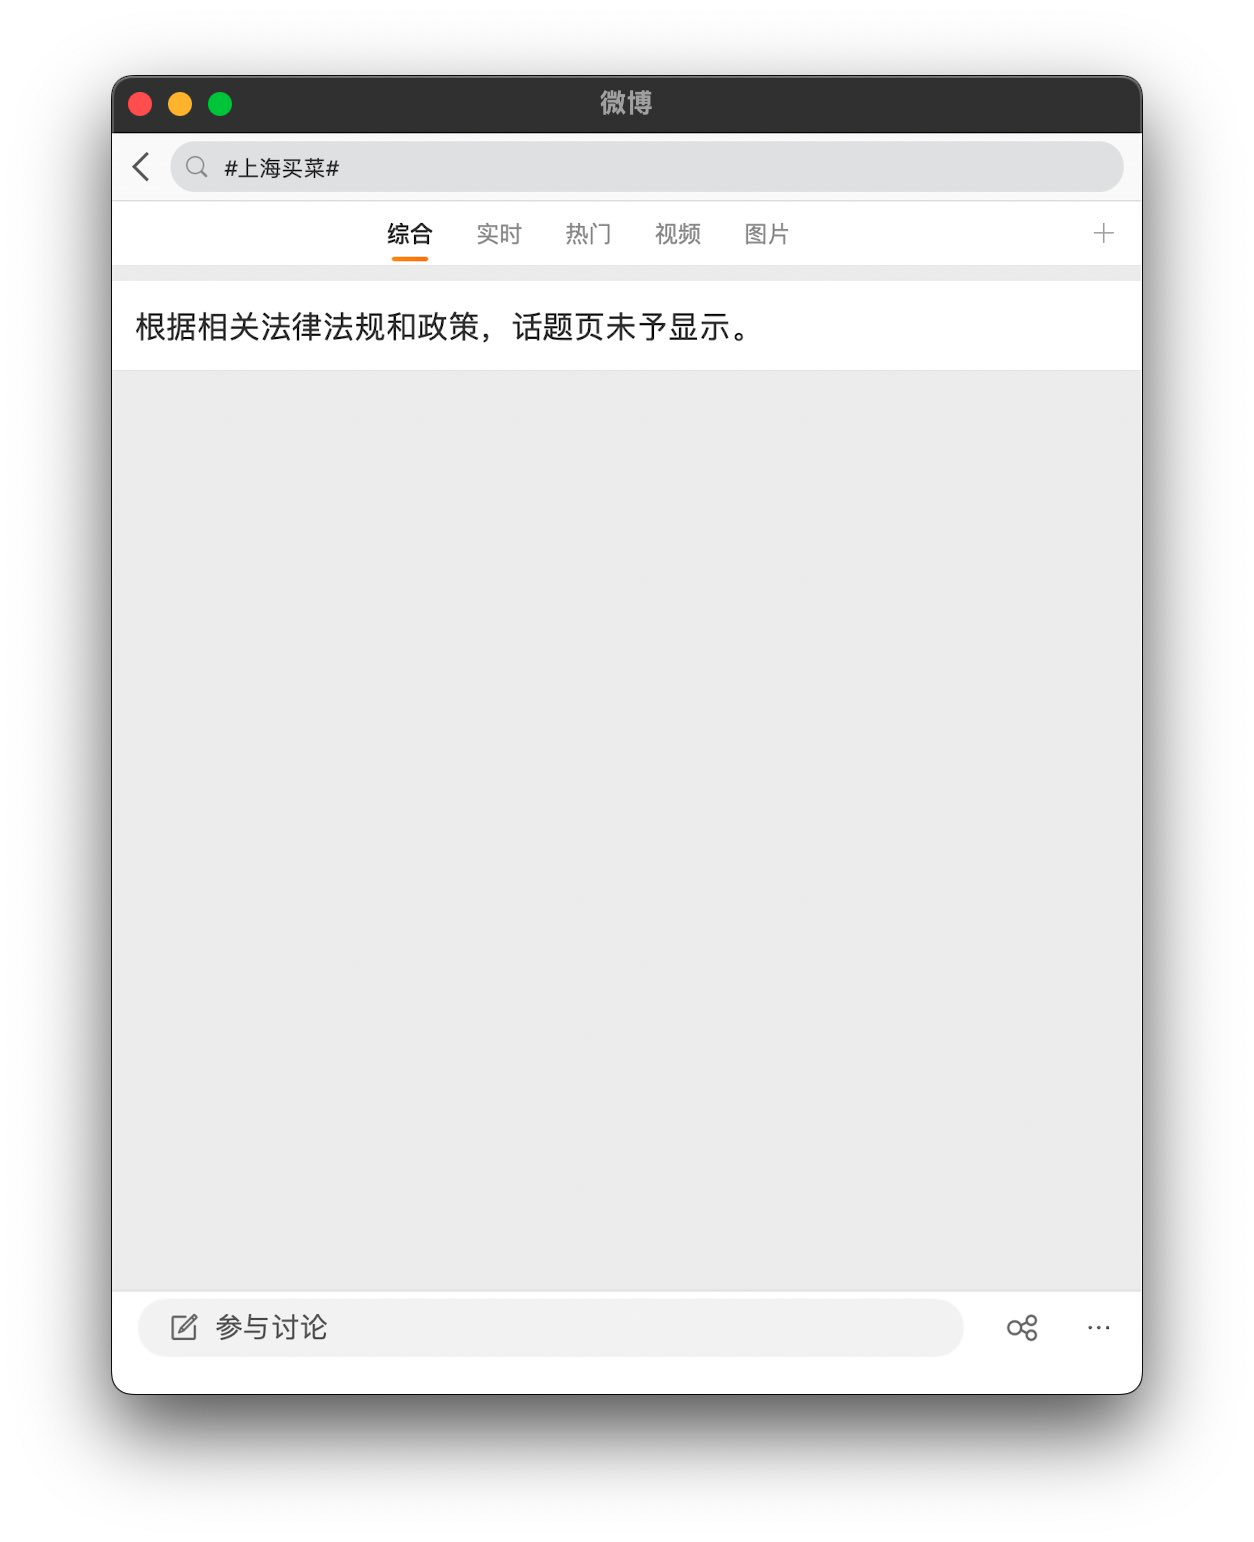 微博
#上海买菜#
综合 实时 热门 视频 图片
根据相关法律法规和政策，话题页未予显示。
参与讨论